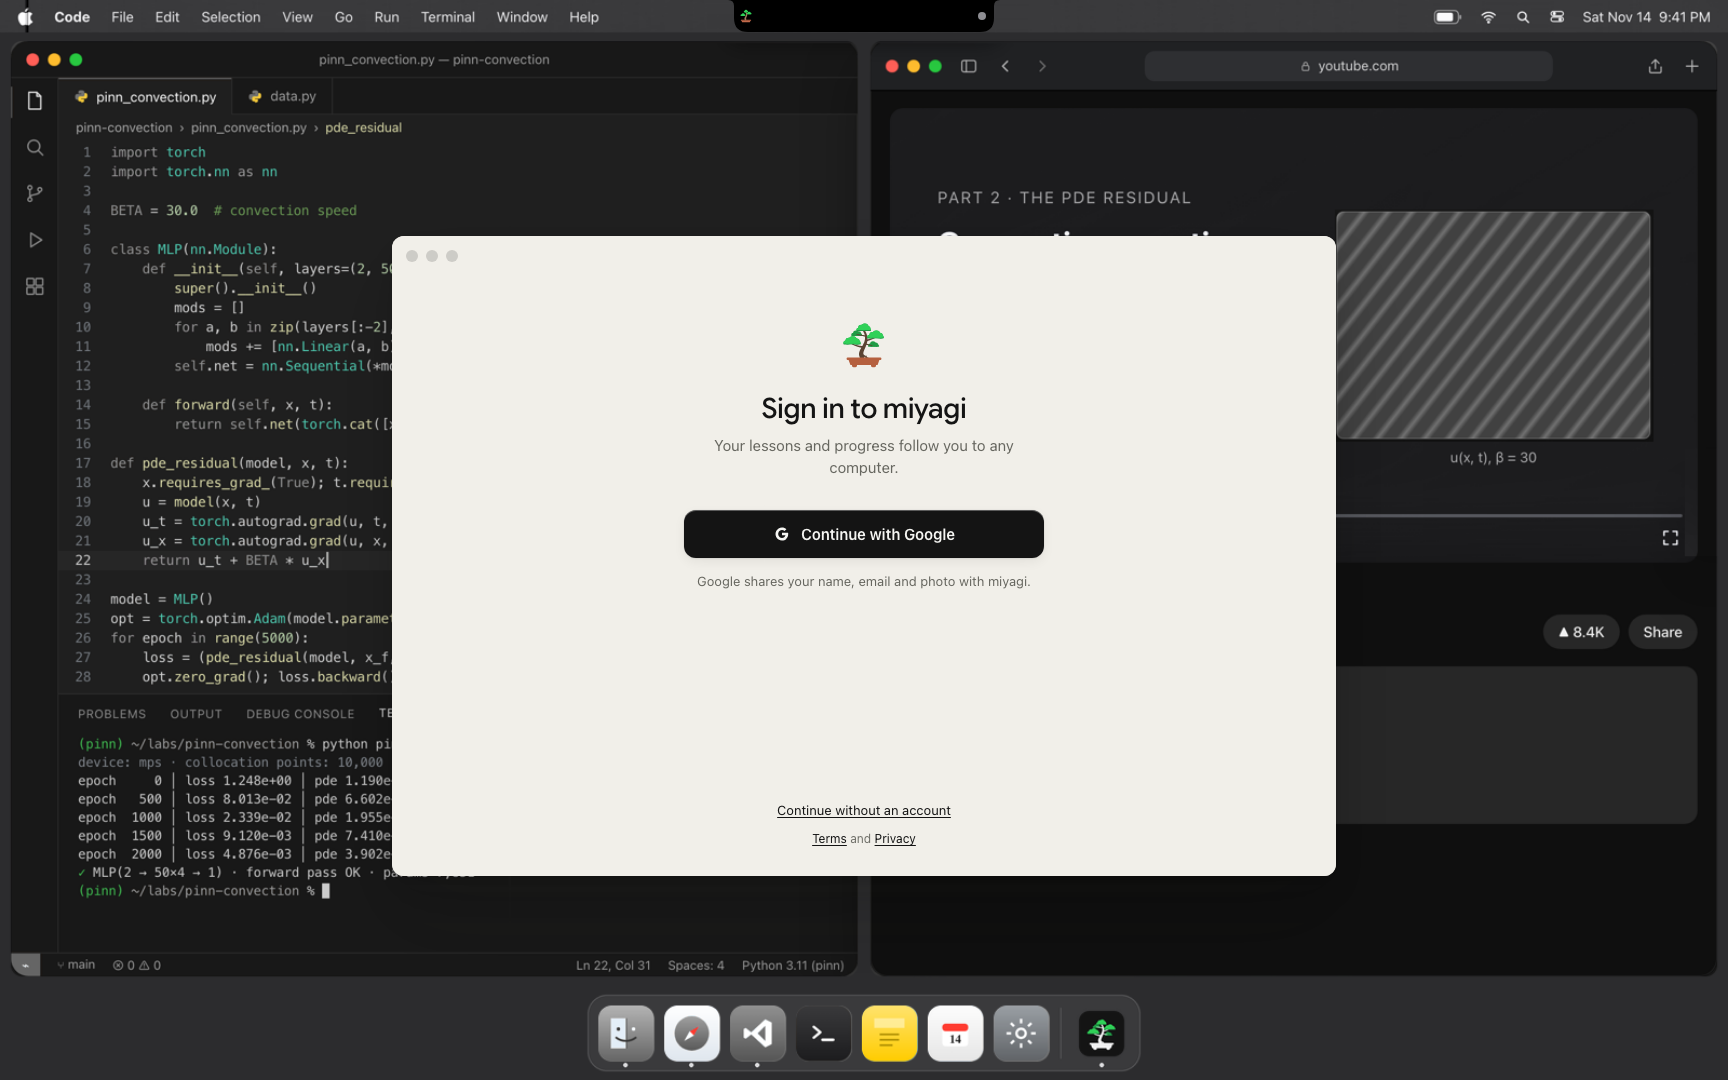 Code File Edit Selection View Go Run Terminal Window Help
Sat Nov 14 9:41 PM
pinn_convection.py — pinn-convection
pinn_convection.py
data.py
pinn-convection › pinn_convection.py › pde_residual
1 import torch
2 import torch.nn as nn
3
4 BETA = 30.0 # convection speed
5
6 class MLP(nn.Module):
7 def __init__(self, layers=(2, 50
8 super().__init__()
9 mods = []
10 for a, b in zip(layers[:-2],
11 mods += [nn.Linear(a, b)
12 self.net = nn.Sequential(*mo
13
14 def forward(self, x, t):
15 return self.net(torch.cat([x
16
17 def pde_residual(model, x, t):
18 x.requires_grad_(True); t.requi
19 u = model(x, t)
20 u_t = torch.autograd.grad(u, t,
21 u_x = torch.autograd.grad(u, x,
22 return u_t + BETA * u_x
23
24 model = MLP()
25 opt = torch.optim.Adam(model.paramet
26 for epoch in range(5000):
27 loss = (pde_residual(model, x_f,
28 opt.zero_grad(); loss.backward(
PROBLEMS OUTPUT DEBUG CONSOLE TE
(pinn) ~/labs/pinn-convection % python pi
device: mps · collocation points: 10,000
epoch 0 | loss 1.248e+00 | pde 1.190e
epoch 500 | loss 8.013e-02 | pde 6.602e
epoch 1000 | loss 2.339e-02 | pde 1.955e
epoch 1500 | loss 9.120e-03 | pde 7.410e
epoch 2000 | loss 4.876e-03 | pde 3.902e
✓ MLP(2 → 50×4 → 1) · forward pass OK ·
(pinn) ~/labs/pinn-convection %
main 0 0
Ln 22, Col 31 Spaces: 4 Python 3.11 (pinn)
youtube.com
PART 2 · THE PDE RESIDUAL
u(x, t), β = 30
8.4K
Share
Sign in to miyagi
Your lessons and progress follow you to any
computer.
G Continue with Google
Google shares your name, email and photo with miyagi.
Continue without an account
Terms and Privacy
14